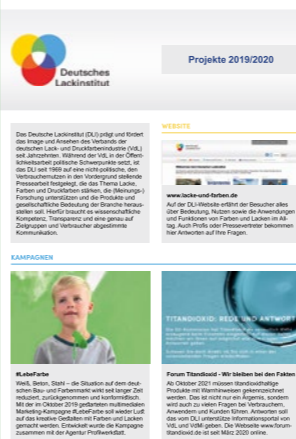 Deutsches
Lackinstitut
Projekte 2019/2020
Das Deutsche Lackinstitut (DLI) prägt und fördert
das Image und Ansehen des Verbands der
deutschen Lack- und Druckfarbenindustrie (VdL)
seit Jahrzehnten. Während der VdL in der Öffent-
lichkeitsarbeit politische Schwerpunkte setzt, ist
das DLI seit 1969 auf eine nicht-politische, den
Verbrauchernutzen in den Vordergrund stellende
Pressearbeit festgelegt, die das Thema Lacke,
Farben und Druckfarben stärken, die (Meinungs-)
Forschung unterstützen und die Produkte und
gesellschaftliche Bedeutung der Branche heraus-
stellen soll. Hierfür braucht es wissenschaftliche
Kompetenz, Transparenz und eine genau auf
Zielgruppen und Verbraucher abgestimmte
Kommunikation.
WEBSITE
www.lacke-und-farben.de
Auf der DLI-Website erfährt der Besucher alles
über Bedeutung, Nutzen sowie die Anwendungen
und Funktionen von Farben und Lacken im All-
tag. Auch Profis oder Pressevertreter bekommen
hier Antworten auf Ihre Fragen.
KAMPAGNEN
TITANDIOXID: REDE UND ANTWORT
#LebeFarbe
Weiß, Beton, Stahl – die Situation auf dem deut-
schen Bau- und Farbenmarkt wirkt seit langer Zeit
reduziert, zurückgenommen und konformistisch.
Mit der im Oktober 2019 gestarteten multimedialen
Marketing-Kampagne #LebeFarbe soll wieder Lust
auf das kreative Gestalten mit Farben und Lacken
gemacht werden. Entwickelt wurde die Kampagne
zusammen mit der Agentur Profilwerkstatt.
Forum Titandioxid - Wir bleiben bei den Fakten
Ab Oktober 2021 müssen titandioxidhaltige
Produkte mit Warnhinweisen gekennzeichnet
werden. Das ist nicht nur ein Ärgernis, sondern
wird auch zu vielen Fragen bei Verbrauchern,
Anwendern und Kunden führen. Antworten soll
das vom DLI unterstützte Informationsportal von
VdL und VdMi geben. Die Webseite www.forum-
titandioxid.de ist seit März 2020 online.